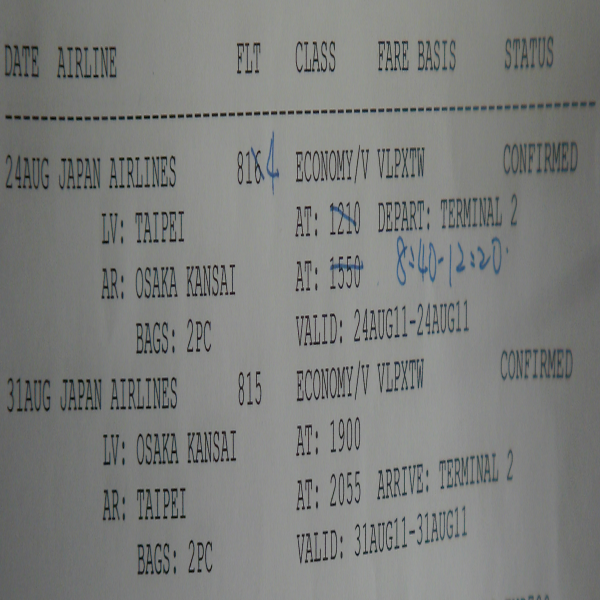 DATE AIRLINE FLT CLASS FARE BASIS STATUS
24AUG JAPAN AIRLINES 816 4 ECONOMY/V VLPXTW CONFIRMED
LV: TAIPEI AT: 1210 DEPART: TERMINAL 2
AR: OSAKA KANSAI AT: 1550 8:40-12:20.
BAGS: 2PC VALID: 24AUG11-24AUG11
31AUG JAPAN AIRLINES 815 ECONOMY/V VLPXTW CONFIRMED
LV: OSAKA KANSAI AT: 1900
AR: TAIPEI AT: 2055 ARRIVE: TERMINAL 2
BAGS: 2PC VALID: 31AUG11-31AUG11